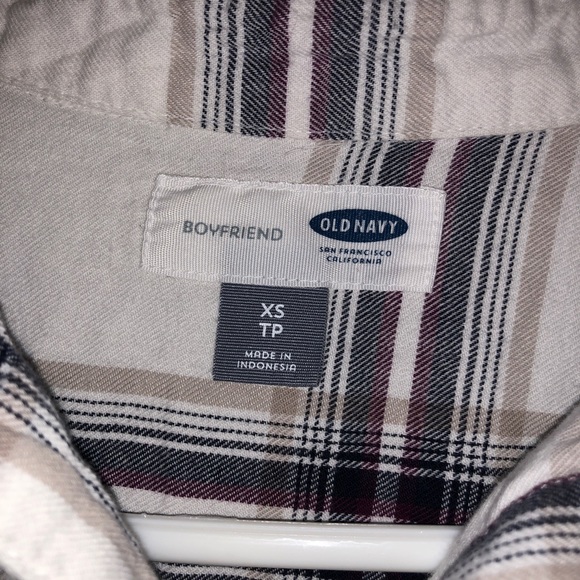 BOYFRIEND
OLD NAVY
SAN FRANCISCO
CALIFORNIA
XS
TP
MADE IN
INDONESIA